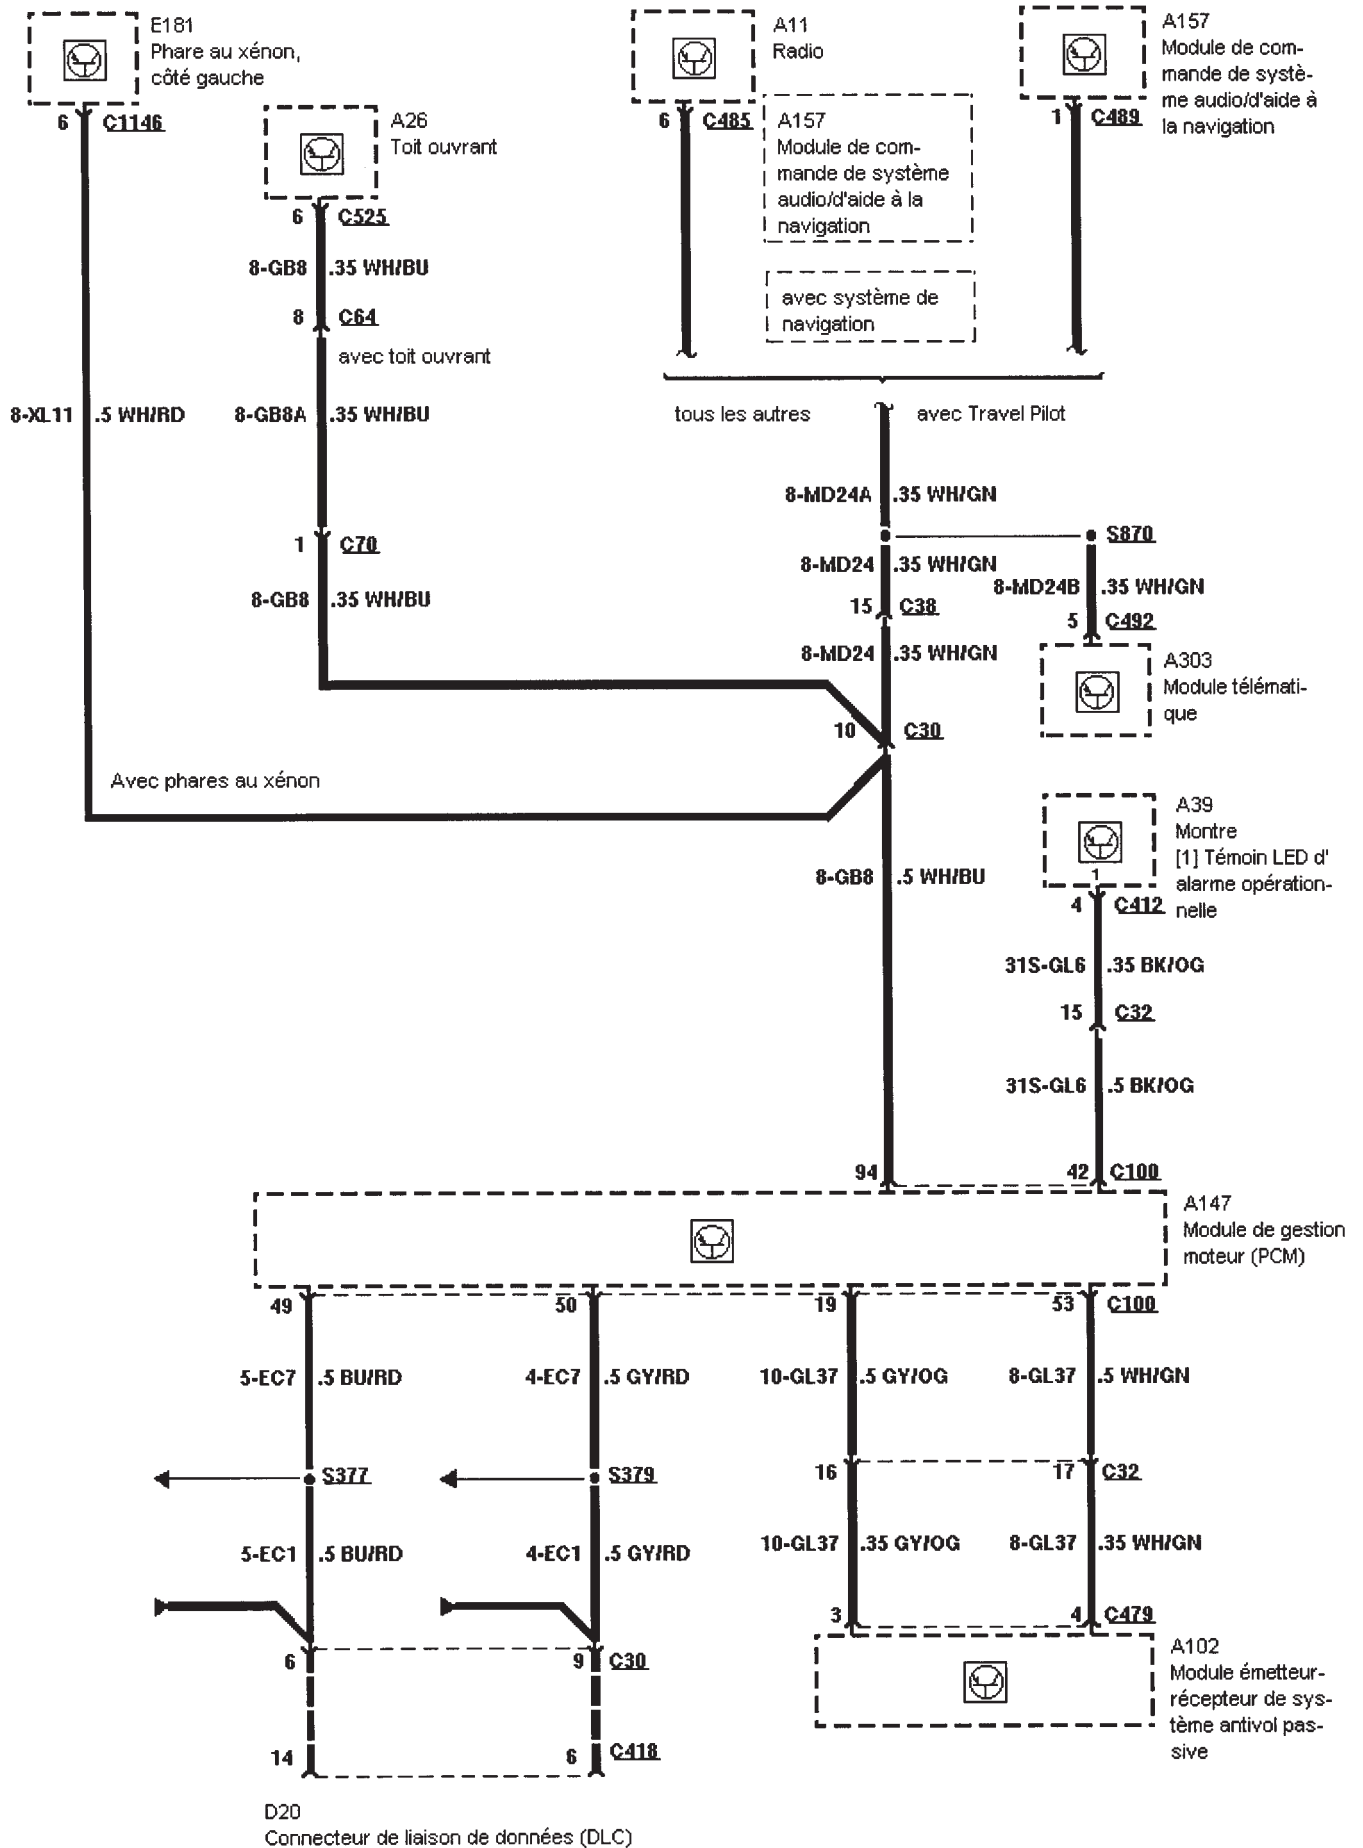 E181
Phare au xénon,
côté gauche
6 C1146
A26
Toit ouvrant
6 C525
8-GB8 .35 WH/BU
8 C64
avec toit ouvrant
8-XL11 .5 WH/RD
8-GB8A .35 WH/BU
1 C70
8-GB8 .35 WH/BU
Avec phares au xénon
A11
Radio
6 C485
A157
Module de com-
mande de système
audio/d'aide à la
navigation
avec système de
navigation
A157
Module de com-
mande de systè-
me audio/d'aide à
la navigation
1 C489
tous les autres
avec Travel Pilot
8-MD24A .35 WH/GN
S870
8-MD24 .35 WH/GN
8-MD24B .35 WH/GN
15 C38
5 C492
8-MD24 .35 WH/GN
A303
Module télémati-
que
10 C30
A39
Montre
[1] Témoin LED d'
alarme opération-
nelle
1
8-GB8 .5 WH/BU
4 C412
31S-GL6 .35 BK/OG
15 C32
31S-GL6 .5 BK/OG
94
42 C100
A147
Module de gestion
moteur (PCM)
49
50
19
53 C100
5-EC7 .5 BU/RD
4-EC7 .5 GY/RD
10-GL37 .5 GY/OG
8-GL37 .5 WH/GN
S377
S379
16
17 C32
5-EC1 .5 BU/RD
4-EC1 .5 GY/RD
10-GL37 .35 GY/OG
8-GL37 .35 WH/GN
3
4 C479
6
9 C30
A102
Module émetteur-
récepteur de sys-
tème antivol pas-
sive
14
6 C418
D20
Connecteur de liaison de données (DLC)